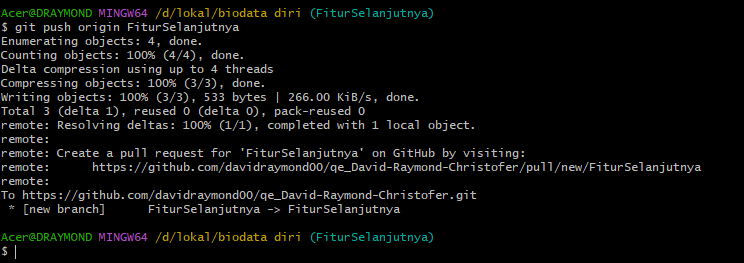 Acer@DRAYMOND MINGW64 /d/lokal/biodata diri (FiturSelanjutnya)
$ git push origin FiturSelanjutnya
Enumerating objects: 4, done.
Counting objects: 100% (4/4), done.
Delta compression using up to 4 threads
Compressing objects: 100% (3/3), done.
Writing objects: 100% (3/3), 533 bytes | 266.00 KiB/s, done.
Total 3 (delta 1), reused 0 (delta 0), pack-reused 0
remote: Resolving deltas: 100% (1/1), completed with 1 local object.
remote:
remote: Create a pull request for 'FiturSelanjutnya' on GitHub by visiting:
remote:      https://github.com/davidraymond00/qe_David-Raymond-Christofer/pull/new/FiturSelanjutnya
remote:
To https://github.com/davidraymond00/qe_David-Raymond-Christofer.git
 * [new branch]      FiturSelanjutnya -> FiturSelanjutnya
Acer@DRAYMOND MINGW64 /d/lokal/biodata diri (FiturSelanjutnya)
$